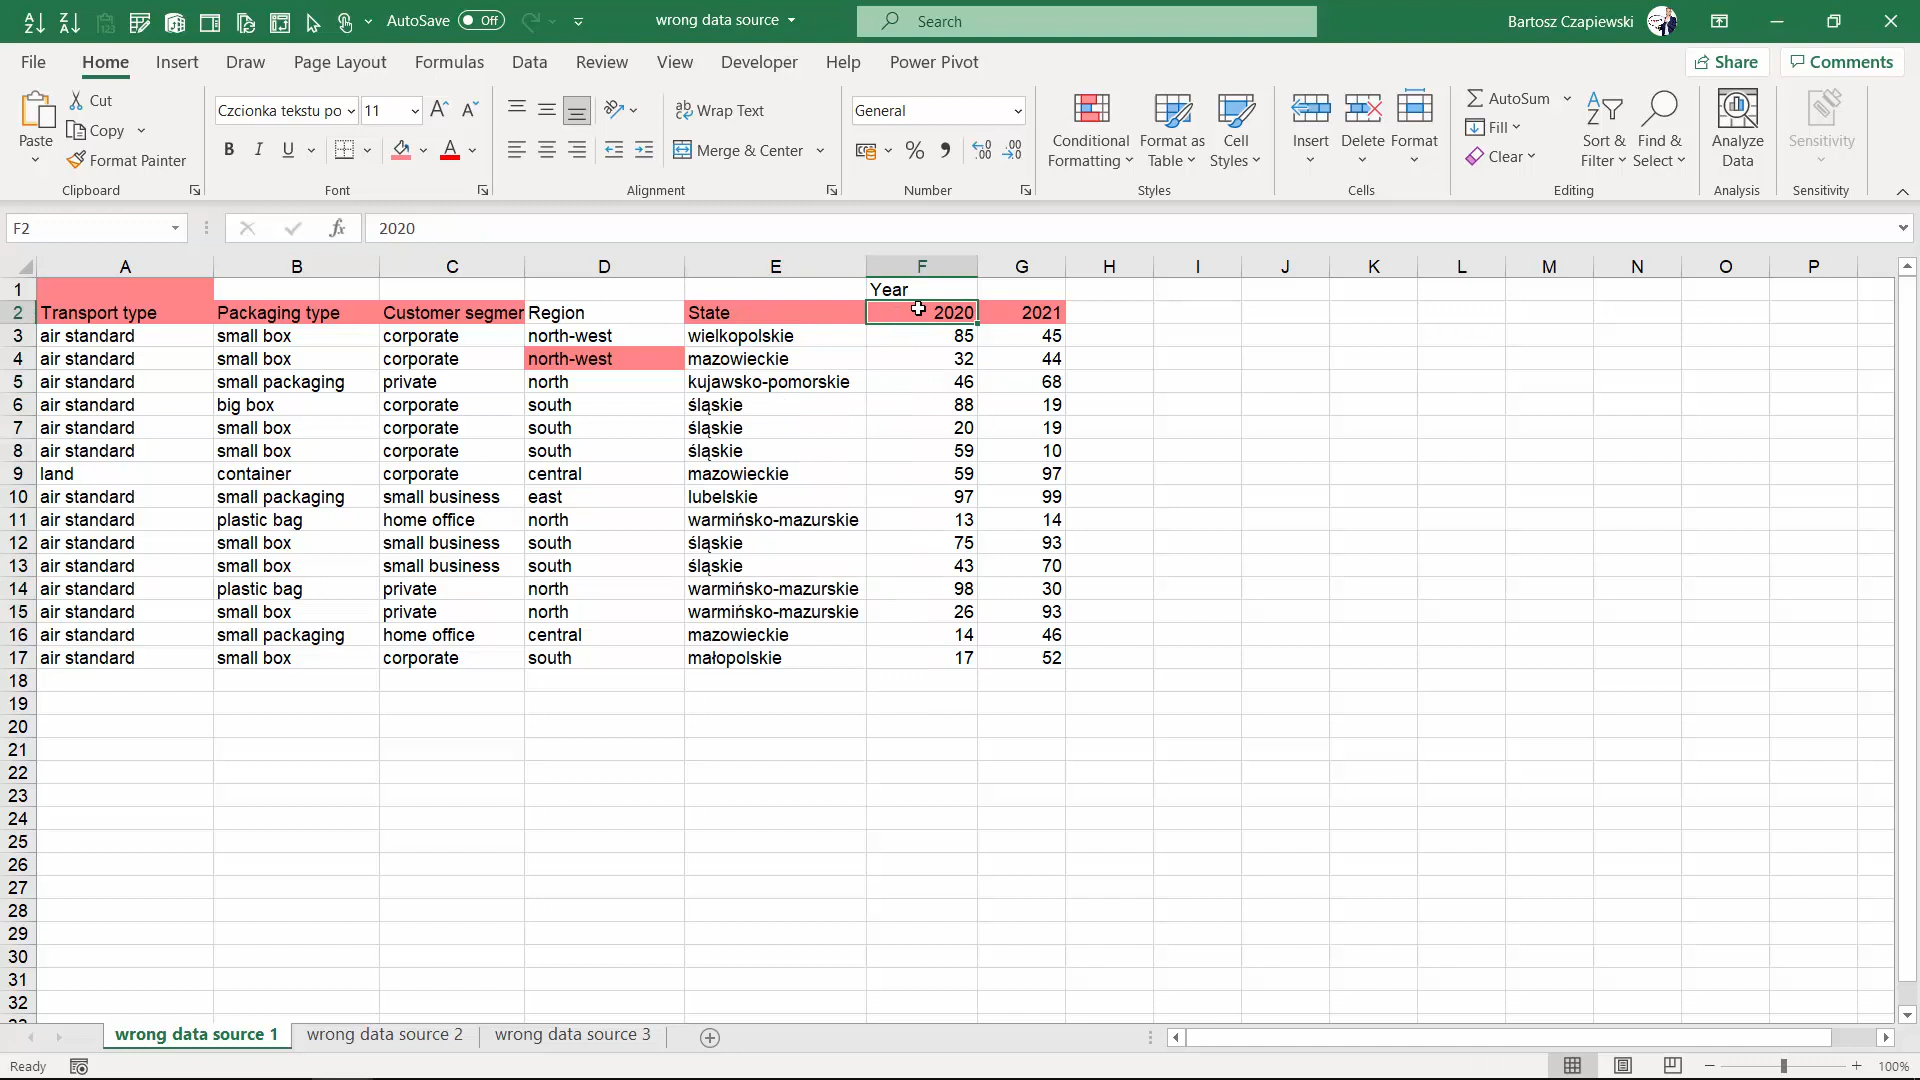 AutoSave Off
wrong data source
Search
Bartosz Czapiewski
File Home Insert Draw Page Layout Formulas Data Review View Developer Help Power Pivot
Share Comments
Paste
Cut
Copy
Format Painter
Clipboard
Czcionka tekstu po 11
B I U
Font
Wrap Text
Merge & Center
Alignment
General
Number
Conditional Formatting
Format as Table
Cell Styles
Styles
Insert
Delete
Format
Cells
AutoSum
Fill
Clear
Sort & Filter
Find & Select
Editing
Analyze Data
Analysis
Sensitivity
Sensitivity
F2
fx
2020
A B C D E F G H I J K L M N O P
1 Year
2 Transport type Packaging type Customer segmer Region State 2020 2021
3 air standard small box corporate north-west wielkopolskie 85 45
4 air standard small box corporate north-west mazowieckie 32 44
5 air standard small packaging private north kujawsko-pomorskie 46 68
6 air standard big box corporate south śląskie 88 19
7 air standard small box corporate south śląskie 20 19
8 air standard small box corporate south śląskie 59 10
9 land container corporate central mazowieckie 59 97
10 air standard small packaging small business east lubelskie 97 99
11 air standard plastic bag home office north warmińsko-mazurskie 13 14
12 air standard small box small business south śląskie 75 93
13 air standard small box small business south śląskie 43 70
14 air standard plastic bag private north warmińsko-mazurskie 98 30
15 air standard small box private north warmińsko-mazurskie 26 93
16 air standard small packaging home office central mazowieckie 14 46
17 air standard small box corporate south małopolskie 17 52
18
19
20
21
22
23
24
25
26
27
28
29
30
31
32
wrong data source 1 wrong data source 2 wrong data source 3
Ready
100%